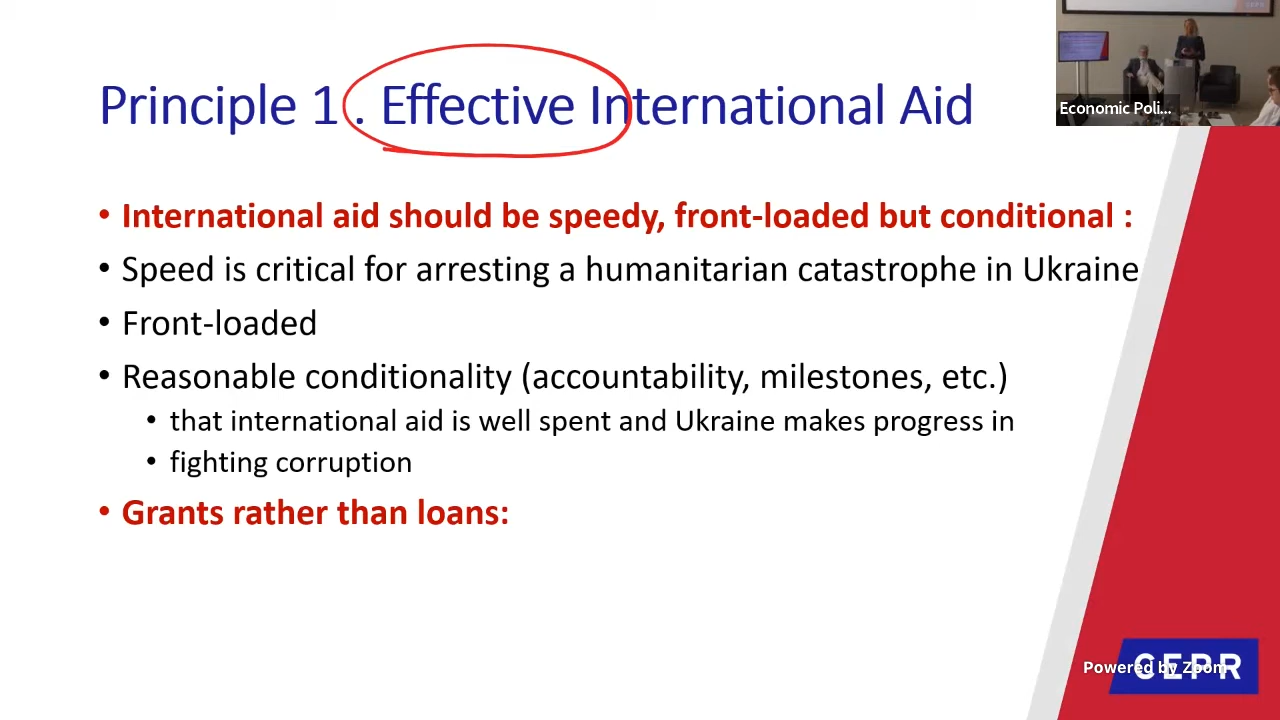 Principle 1 . Effective International Aid
Economic Poli...
• International aid should be speedy, front-loaded but conditional :
• Speed is critical for arresting a humanitarian catastrophe in Ukraine
• Front-loaded
• Reasonable conditionality (accountability, milestones, etc.)
• that international aid is well spent and Ukraine makes progress in
• fighting corruption
• Grants rather than loans:
Powered by Zoom
CEPR